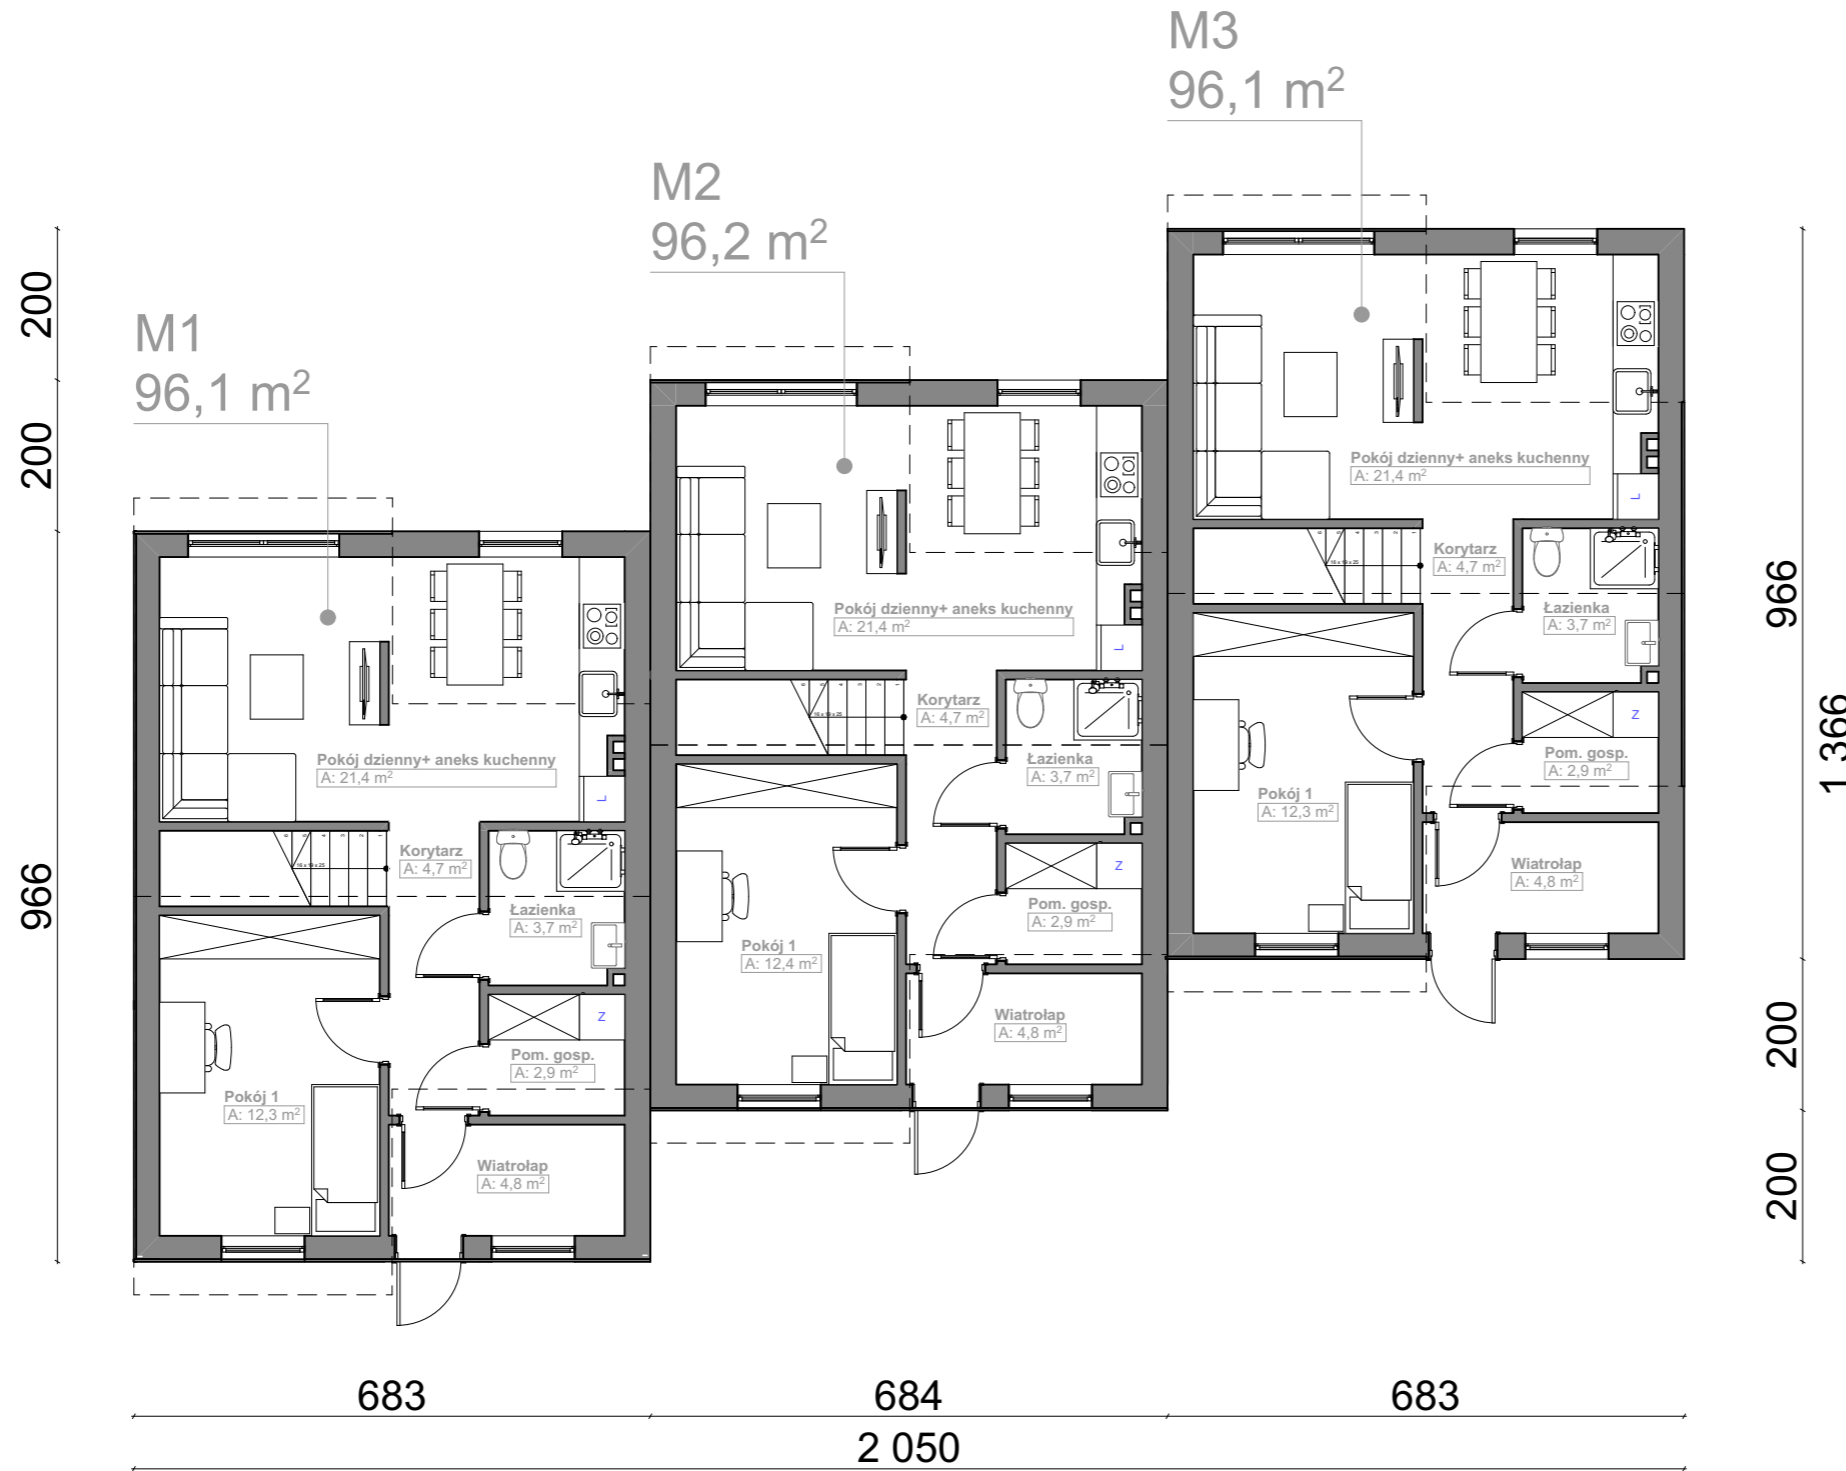 M3
96,1 m²
M2
96,2 m²
M1
96,1 m²
200
200
966
966
1 366
200
200
Pokój dzienny+ aneks kuchenny
A: 21,4 m²
L
Korytarz
A: 4,7 m²
Łazienka
A: 3,7 m²
Z
Pom. gosp.
A: 2,9 m²
Pokój 1
A: 12,3 m²
Wiatrołap
A: 4,8 m²
Pokój dzienny+ aneks kuchenny
A: 21,4 m²
L
Korytarz
A: 4,7 m²
Łazienka
A: 3,7 m²
Z
Pom. gosp.
A: 2,9 m²
Pokój 1
A: 12,4 m²
Wiatrołap
A: 4,8 m²
Pokój dzienny+ aneks kuchenny
A: 21,4 m²
L
Korytarz
A: 4,7 m²
Łazienka
A: 3,7 m²
Z
Pom. gosp.
A: 2,9 m²
Pokój 1
A: 12,3 m²
Wiatrołap
A: 4,8 m²
683
684
683
2 050